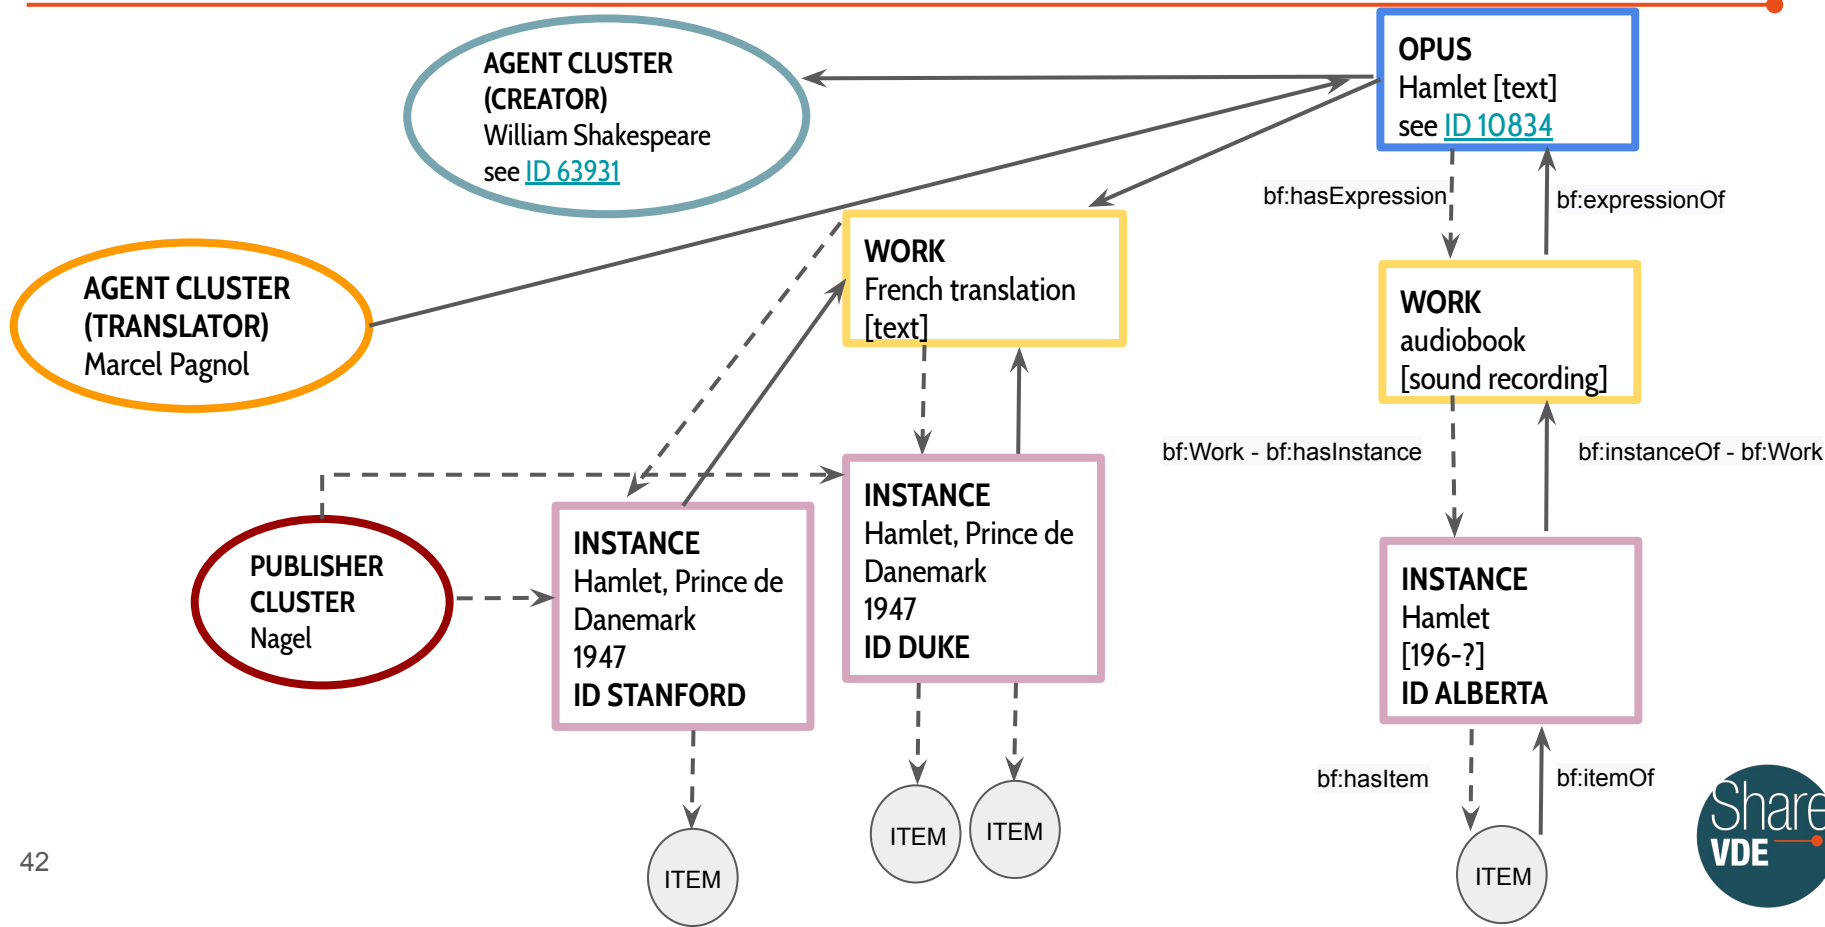 AGENT CLUSTER
(CREATOR)
William Shakespeare
see ID 63931
OPUS
Hamlet [text]
see ID 10834
bf:hasExpression
bf:expressionOf
AGENT CLUSTER
(TRANSLATOR)
Marcel Pagnol
WORK
French translation
[text]
WORK
audiobook
[sound recording]
bf:Work - bf:hasInstance
bf:instanceOf - bf:Work
PUBLISHER
CLUSTER
Nagel
INSTANCE
Hamlet, Prince de
Danemark
1947
ID STANFORD
INSTANCE
Hamlet, Prince de
Danemark
1947
ID DUKE
INSTANCE
Hamlet
[196-?]
ID ALBERTA
bf:hasItem
bf:itemOf
ITEM
ITEM
ITEM
ITEM
42
Share
VDE